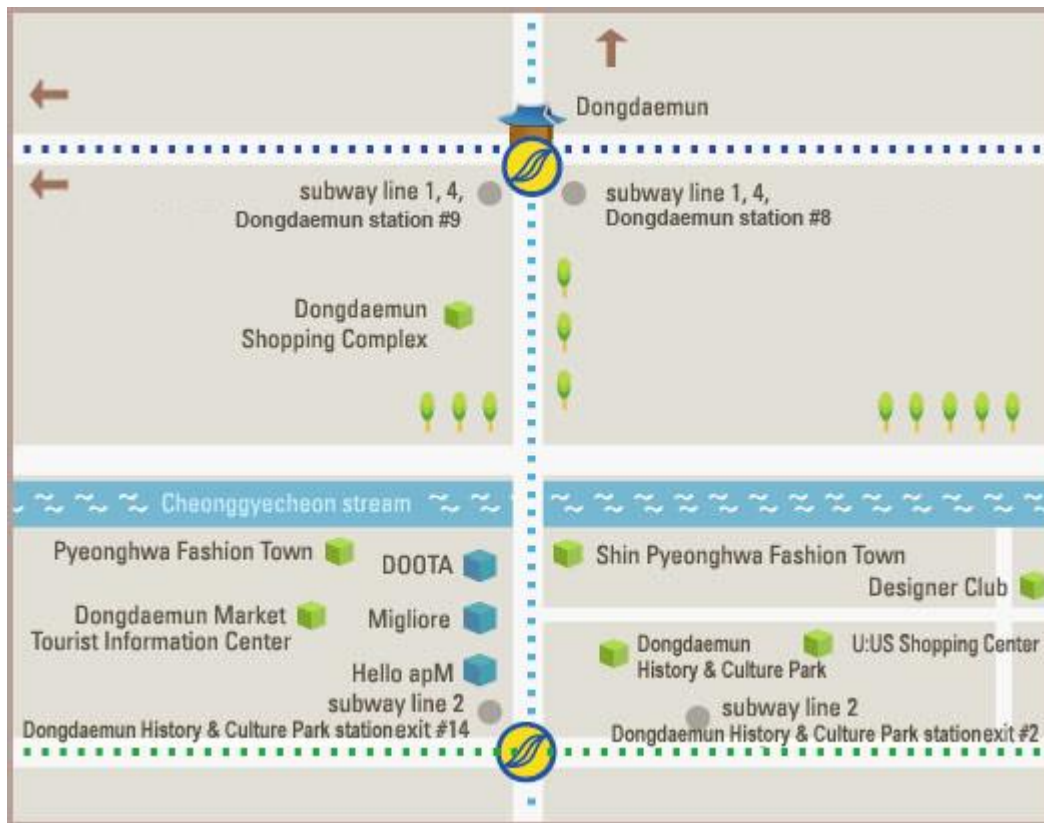 Dongdaemun
subway line 1, 4,
Dongdaemun station #9
subway line 1, 4,
Dongdaemun station #8
Dongdaemun
Shopping Complex
Cheonggyecheon stream
Pyeonghwa Fashion Town
DOOTA
Shin Pyeonghwa Fashion Town
Designer Club
Dongdaemun Market
Tourist Information Center
Migliore
Dongdaemun
History & Culture Park
U:US Shopping Center
Hello apM
subway line 2
Dongdaemun History & Culture Park station exit #14
subway line 2
Dongdaemun History & Culture Park station exit #2